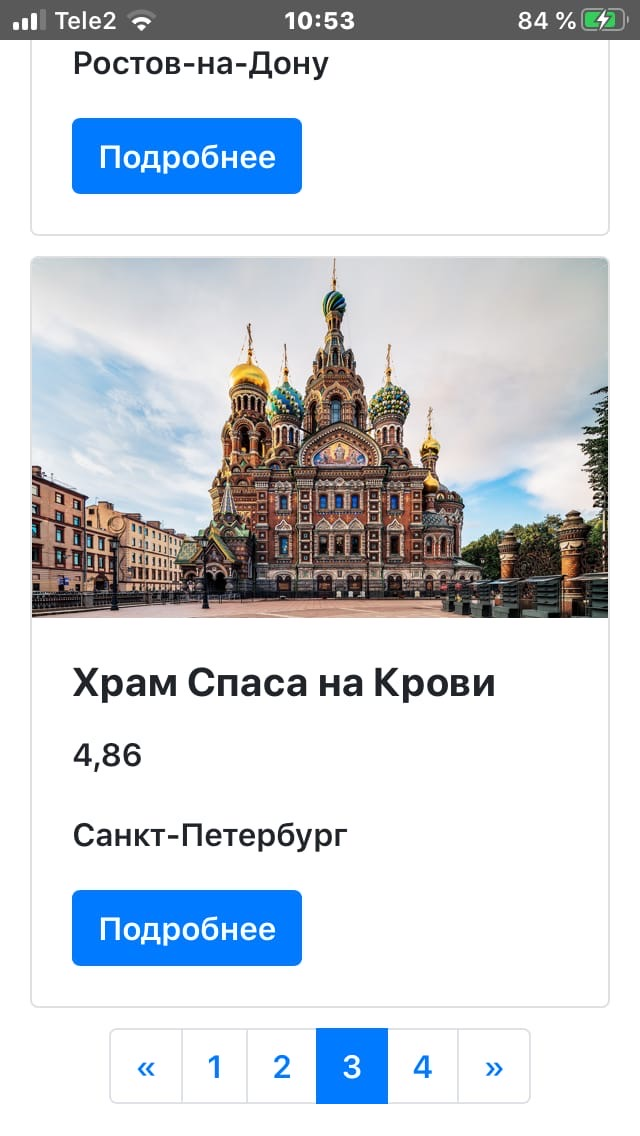 Tele2 10:53 84 %
Ростов-на-Дону
Подробнее
Храм Спаса на Крови
4,86
Санкт-Петербург
Подробнее
« 1 2 3 4 »